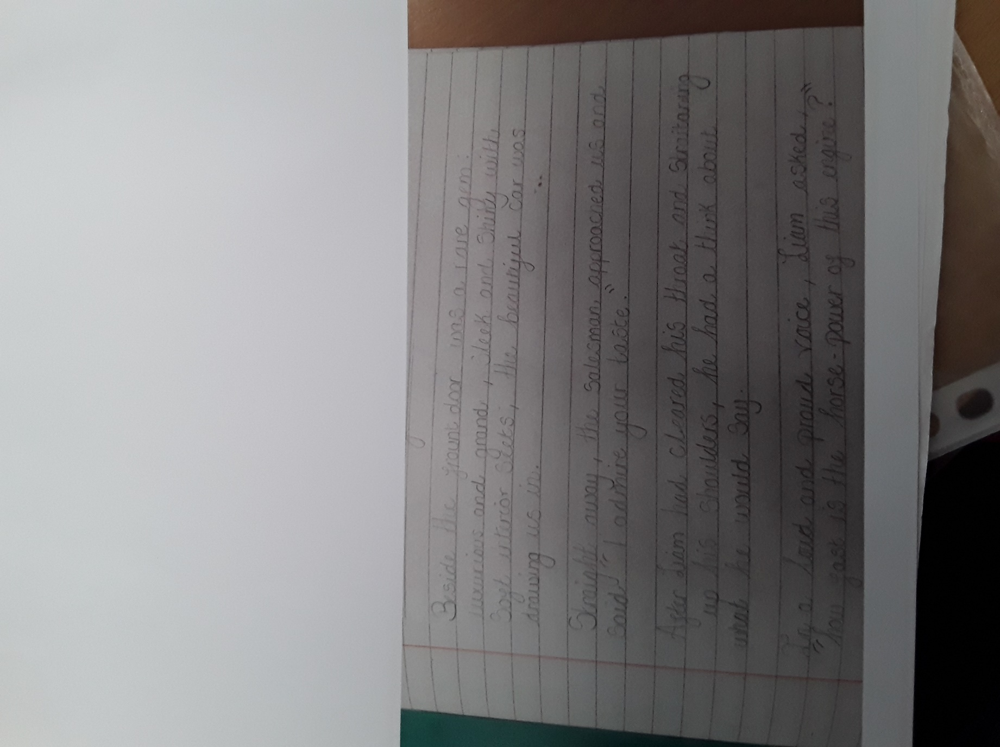 Beside the frount door was a rare gem:
luxurious and grand, sleek and shiny with
soft interior seets, the beautiful car was
drawing us in.
Straight away, the salesman approached us and
said "I admire your taste."
After Liam had cleared his throat and straitaning
up his shoulders, he had a think about
what he would say.
In a loud and proud voice, Liam asked,
"how fast is the horse-power of this engine?"